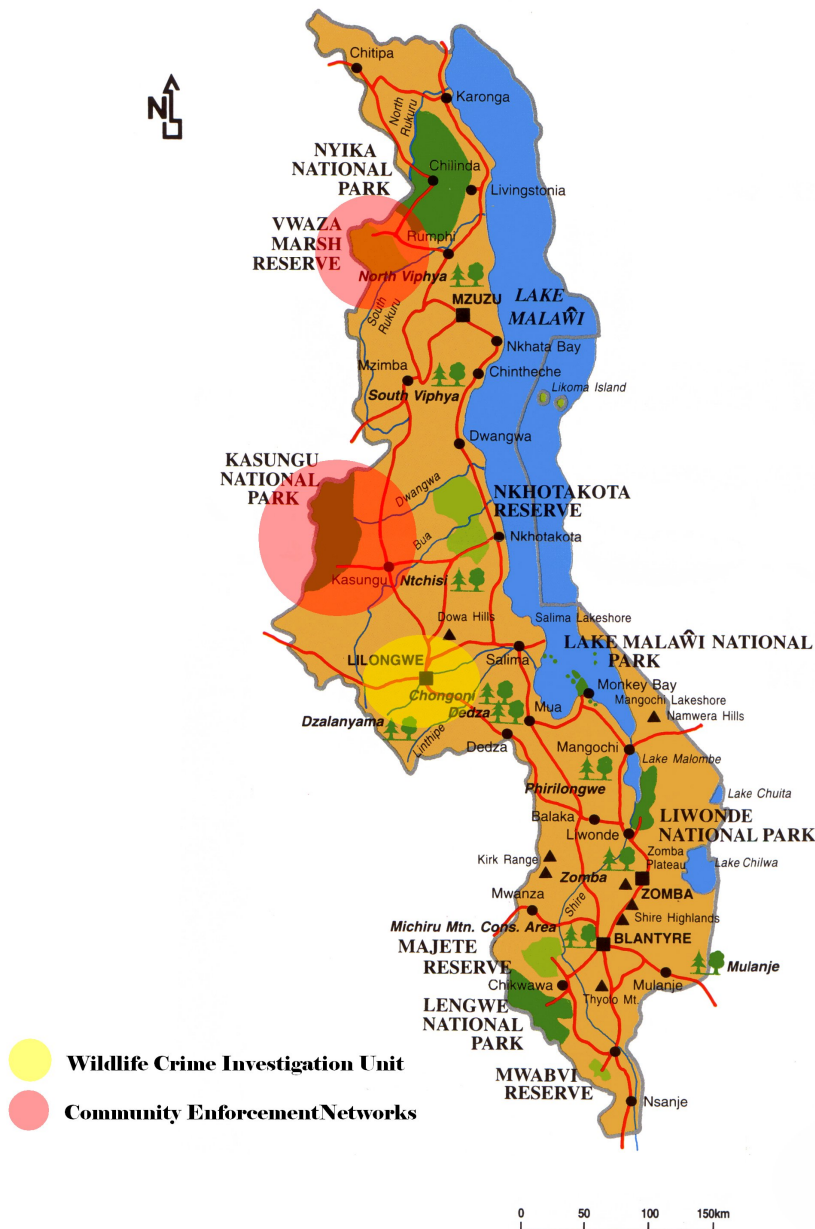 Chitipa
N
Karonga
North
Rukuru
NYIKA
NATIONAL
PARK
Chilinda
Livingstonia
VWAZA
MARSH
RESERVE
Rumphi
North Viphya
South
Rukuru
MZUZU
LAKE
MALAŴI
Nkhata Bay
Mzimba
Chintheche
South Viphya
Likoma Island
Dwangwa
KASUNGU
NATIONAL
PARK
Dwangwa
NKHOTAKOTA
RESERVE
Bua
Nkhotakota
Kasungu
Ntchisi
Dowa Hills
Salima Lakeshore
LILONGWE
Salima
LAKE MALAŴI NATIONAL
PARK
Chongoni
Monkey Bay
Mangochi Lakeshore
Dedza
Mua
Namwera Hills
Dzalanyama
Linthipe
Dedza
Mangochi
Lake Malombe
Phirilongwe
Lake Chuita
Balaka
Liwonde
LIWONDE
NATIONAL PARK
Kirk Range
Zomba
Plateau
Lake Chilwa
Zomba
Mwanza
ZOMBA
Shire
Shire Highlands
Michiru Mtn. Cons. Area
BLANTYRE
MAJETE
RESERVE
Mulanje
Chikwawa
Mulanje
Thyolo Mt.
LENGWE
NATIONAL
PARK
MWABVI
RESERVE
Nsanje
Wildlife Crime Investigation Unit
Community EnforcementNetworks
0 50 100 150km